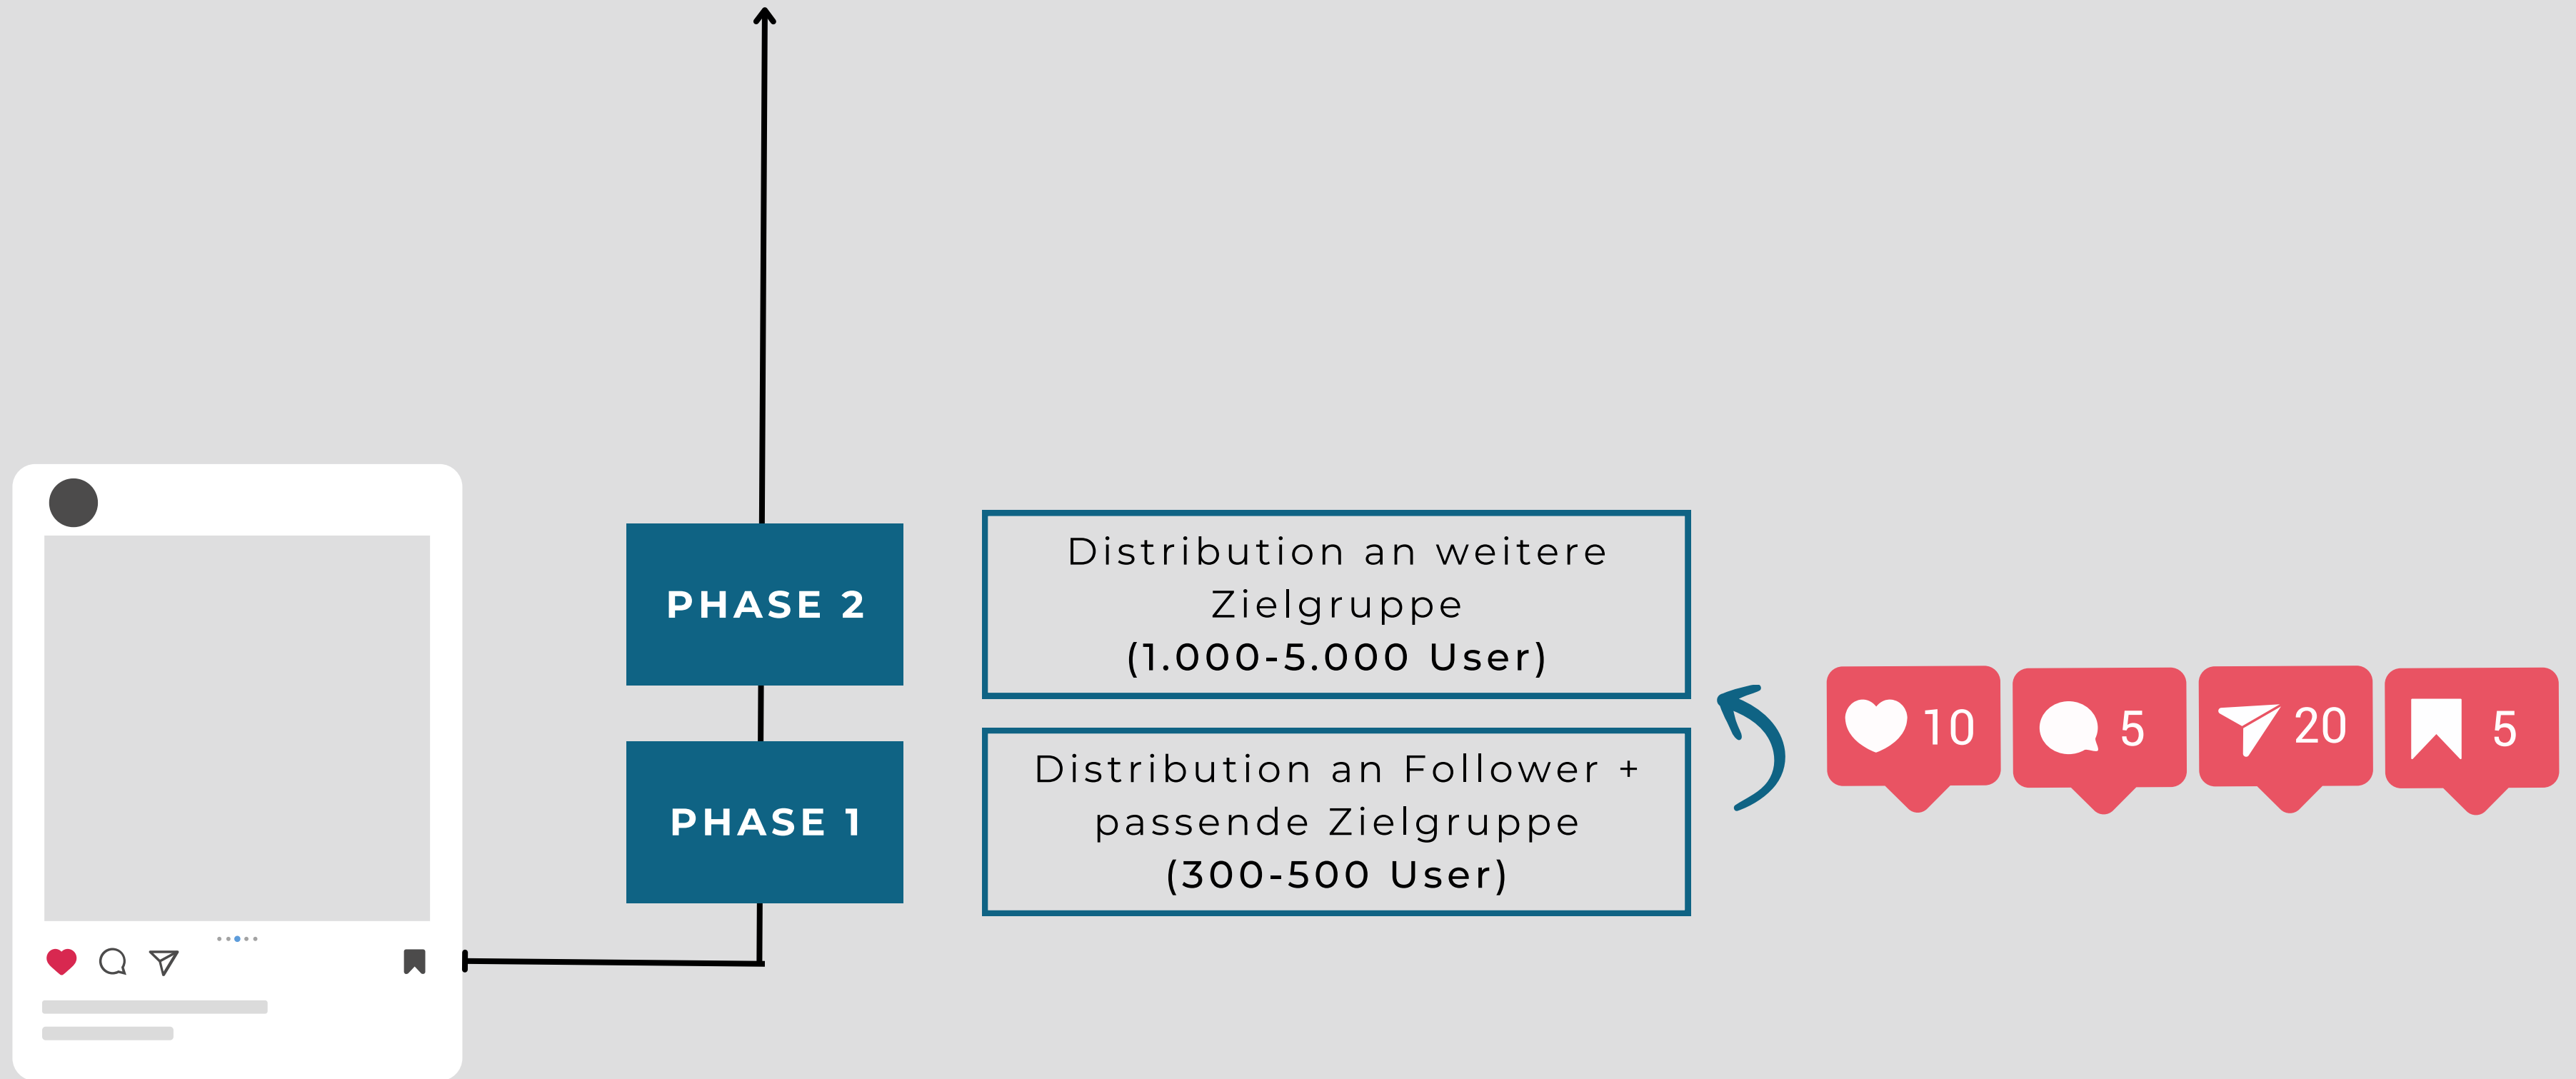 PHASE 2
Distribution an weitere
Zielgruppe
(1.000-5.000 User)
10
5
20
5
PHASE 1
Distribution an Follower +
passende Zielgruppe
(300-500 User)